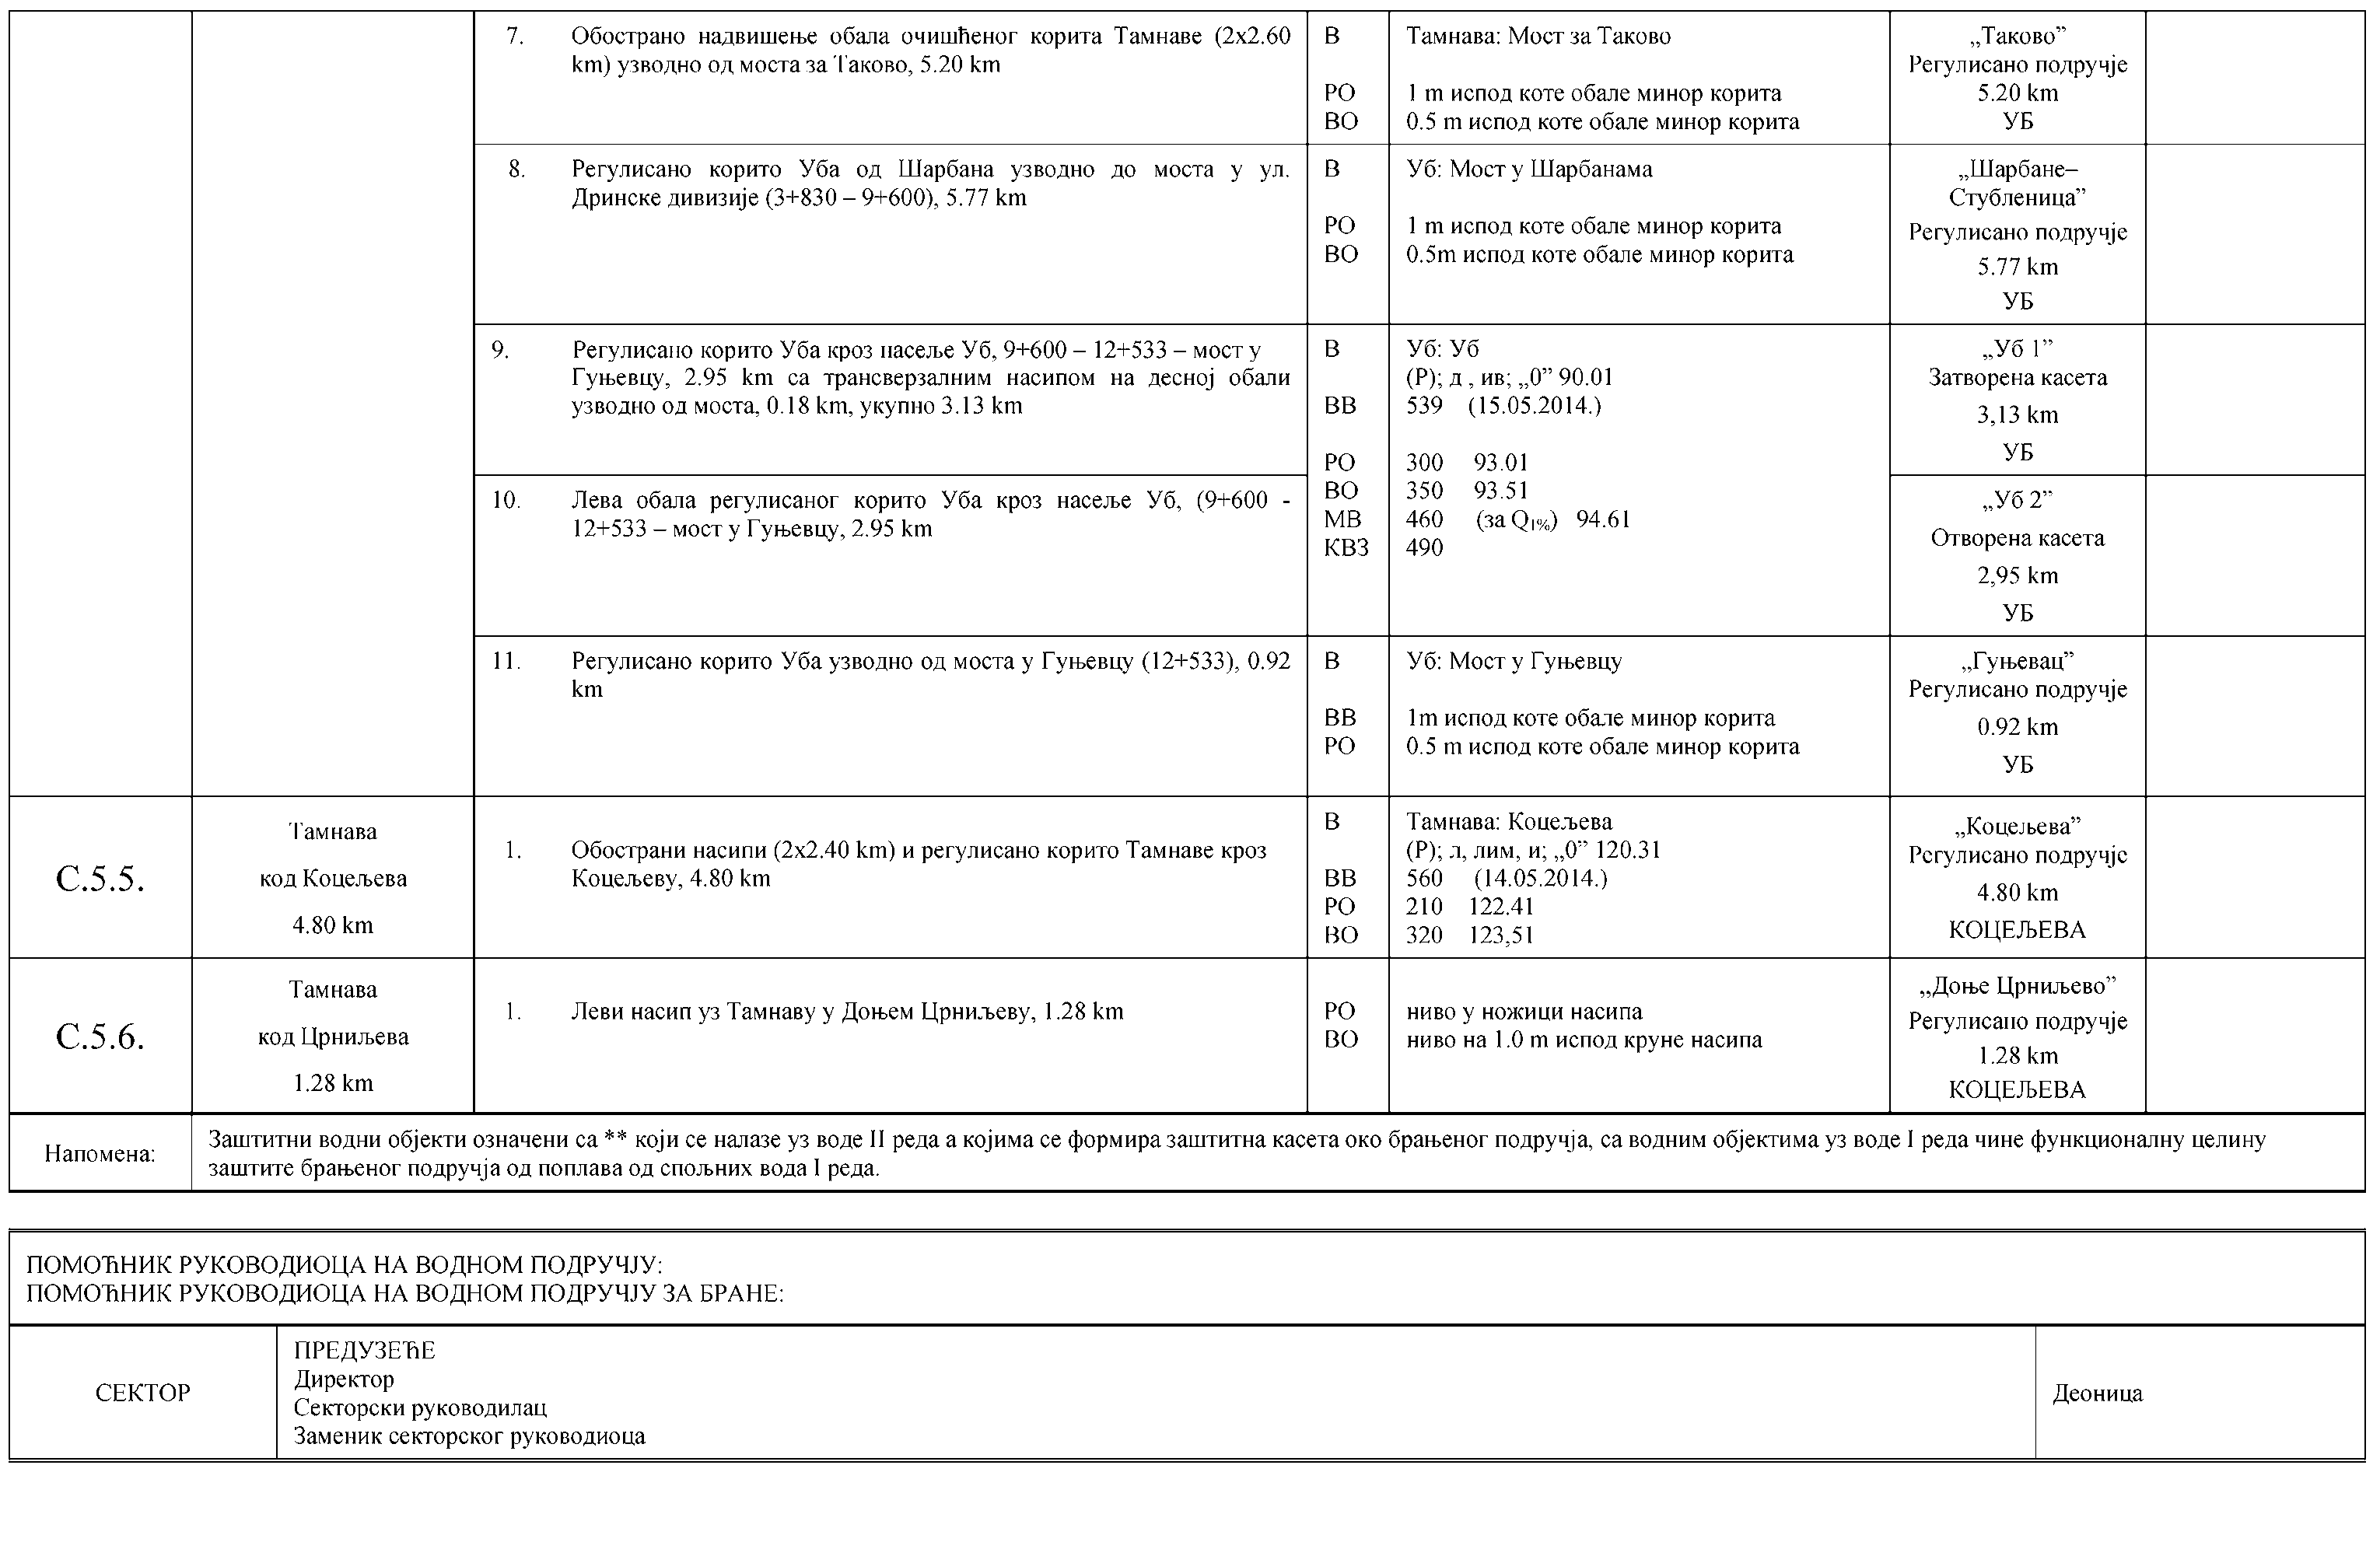 7. Обострано надвишење обала очишћеног корита Тамнаве (2x2.60
km) узводно од моста за Таково, 5.20 km
В Тамнава: Мост за Таково
РО 1 m испод коте обале минор корита
ВО 0.5 m испод коте обале минор корита
„Таково”
Регулисано подручје
5.20 km
УБ
8. Регулисано корито Уба од Шарбана узводно до моста у ул.
Дринске дивизије (3+830 – 9+600), 5.77 km
В Уб: Мост у Шарбанама
РО 1 m испод коте обале минор корита
ВО 0.5m испод коте обале минор корита
„Шарбане–
Стубленица”
Регулисано подручје
5.77 km
УБ
9. Регулисано корито Уба кроз насеље Уб, 9+600 – 12+533 – мост у
Гуњевцу, 2.95 km са трансверзалним насипом на десној обали
узводно од моста, 0.18 km, укупно 3.13 km
В Уб: Уб
(Р); д , ив; „0” 90.01
ВВ 539 (15.05.2014.)
РО 300 93.01
ВО 350 93.51
МВ 460 (за Q1%) 94.61
КВЗ 490
„Уб 1”
Затворена касета
3,13 km
УБ
10. Лева обала регулисаног корито Уба кроз насеље Уб, (9+600 -
12+533 – мост у Гуњевцу, 2.95 km
„Уб 2”
Отворена касета
2,95 km
УБ
11. Регулисано корито Уба узводно од моста у Гуњевцу (12+533), 0.92
km
В Уб: Мост у Гуњевцу
ВВ 1m испод коте обале минор корита
РО 0.5 m испод коте обале минор корита
„Гуњевац”
Регулисано подручје
0.92 km
УБ
С.5.5.
Тамнава
код Коцељева
4.80 km
1. Обострани насипи (2x2.40 km) и регулисано корито Тамнаве кроз
Коцељеву, 4.80 km
В Тамнава: Коцељева
(Р); л, лим, и; „0” 120.31
ВВ 560 (14.05.2014.)
РО 210 122.41
ВО 320 123,51
„Коцељева”
Регулисано подручје
4.80 km
КОЦЕЉЕВА
С.5.6.
Тамнава
код Црниљева
1.28 km
1. Леви насип уз Тамнаву у Доњем Црниљеву, 1.28 km
РО ниво у ножици насипа
ВО ниво на 1.0 m испод круне насипа
„Доње Црниљево”
Регулисано подручје
1.28 km
КОЦЕЉЕВА
Напомена:
Заштитни водни објекти означени са ** који се налазе уз воде II реда а којима се формира заштитна касета око брањеног подручја, са водним објектима уз воде I реда чине функционалну целину
заштите брањеног подручја од поплава од спољних вода I реда.
ПОМОЋНИК РУКОВОДИОЦА НА ВОДНОМ ПОДРУЧЈУ:
ПОМОЋНИК РУКОВОДИОЦА НА ВОДНОМ ПОДРУЧЈУ ЗА БРАНЕ:
СЕКТОР
ПРЕДУЗЕЋЕ
Директор
Секторски руководилац
Заменик секторског руководиоца
Деоница